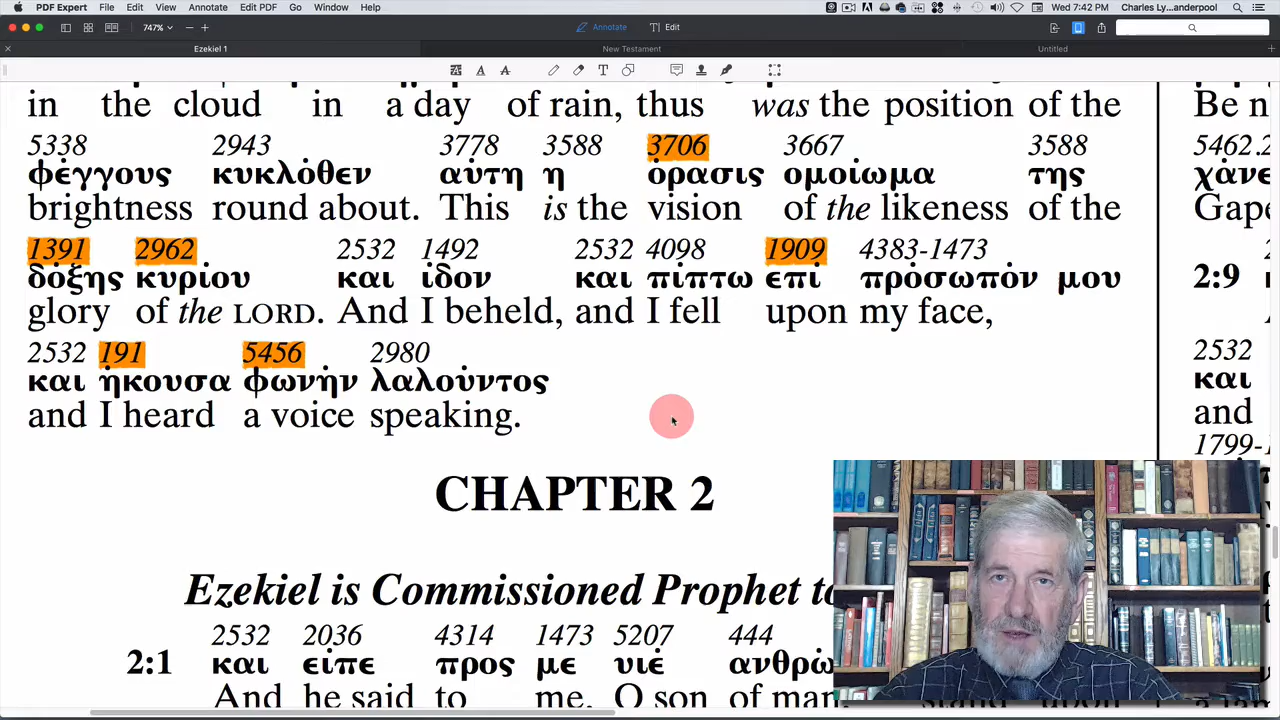 PDF Expert File Edit View Annotate Edit PDF Go Window Help Wed 7:42 PM Charles Ly...anderpool
747% Annotate Edit
Ezekiel 1 New Testament Untitled
in the cloud in a day of rain, thus was the position of the
5338 2943 3778 3588 3706 3667 3588
φέγγους κυκλόθεν αύτη η όρασις ομοίωμα της
brightness round about. This is the vision of the likeness of the
1391 2962 2532 1492 2532 4098 1909 4383-1473
δόξης κυρίου και ίδον και πίπτω επί πρόσωπόν μου
glory of the LORD. And I beheld, and I fell upon my face,
2532 191 5456 2980
και ήκουσα φωνήν λαλούντος
and I heard a voice speaking.
CHAPTER 2
Ezekiel is Commissioned Prophet to
2532 2036 4314 1473 5207 444
2:1 και είπε προς με υιέ ανθρώ
And he said to me, O son of man,
Be n
5462.2
χάνε
Gape
2:9
2532
και
and
1799-1